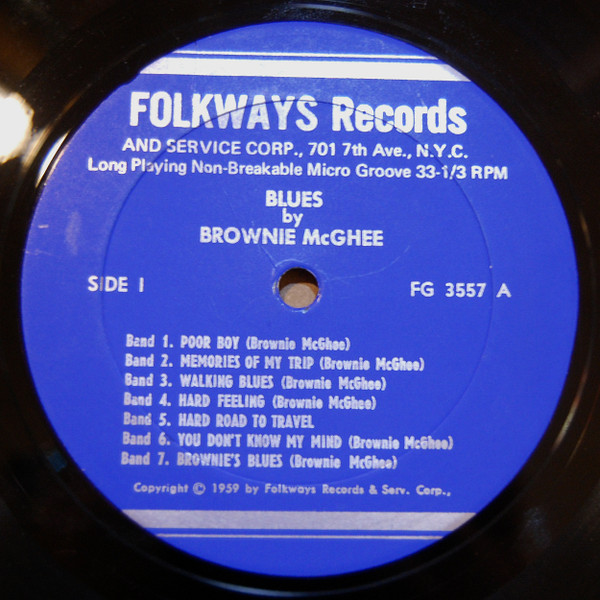 FOLKWAYS Records
AND SERVICE CORP., 701 7th Ave., N.Y.C.
Long Playing Non-Breakable Micro Groove 33-1/3 RPM
BLUES
by
BROWNIE McGHEE
SIDE I
FG 3557 A
Band 1. POOR BOY (Brownie McGhee)
Band 2. MEMORIES OF MY TRIP (Brownie McGhee)
Band 3. WALKING BLUES (Brownie McGhee)
Band 4. HARD FEELING (Brownie McGhee)
Band 5. HARD ROAD TO TRAVEL
Band 6. YOU DON'T KNOW MY MIND (Brownie McGhee)
Band 7. BROWNIE'S BLUES (Brownie McGhee)
Copyright © 1959 by Folkways Records & Serv. Corp.,